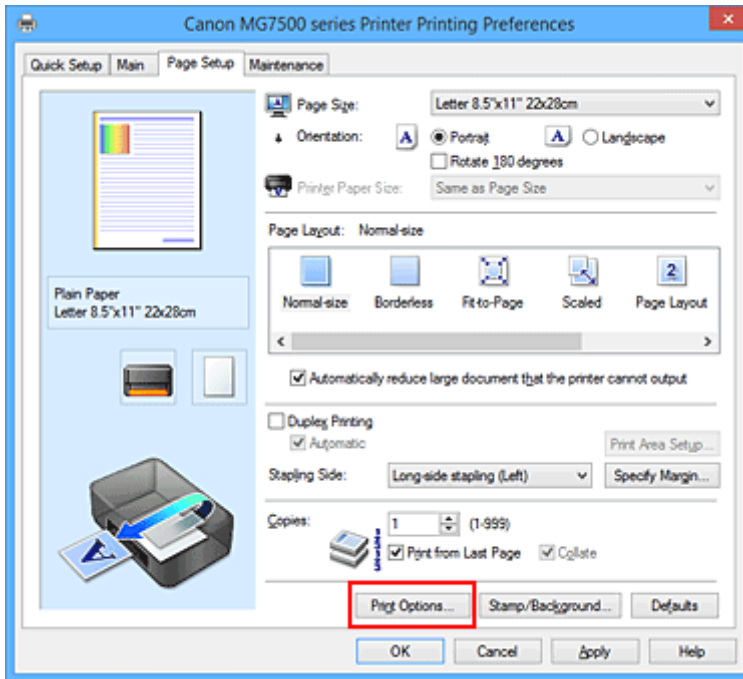 Canon MG7500 series Printer Printing Preferences
Quick Setup Main Page Setup Maintenance
Page Size: Letter 8.5"x11" 22x28cm
Orientation: A Portrait A Landscape
Rotate 180 degrees
Printer Paper Size: Same as Page Size
Page Layout: Normal-size
2
Normal-size Borderless Fit-to-Page Scaled Page Layout
Plain Paper
Letter 8.5"x11" 22x28cm
Automatically reduce large document that the printer cannot output
Duplex Printing
Automatic Print Area Setup...
Stapling Side: Long-side stapling (Left) Specify Margin...
Copies: 1 (1-999)
Print from Last Page Collate
A
Print Options... Stamp/Background... Defaults
OK Cancel Apply Help